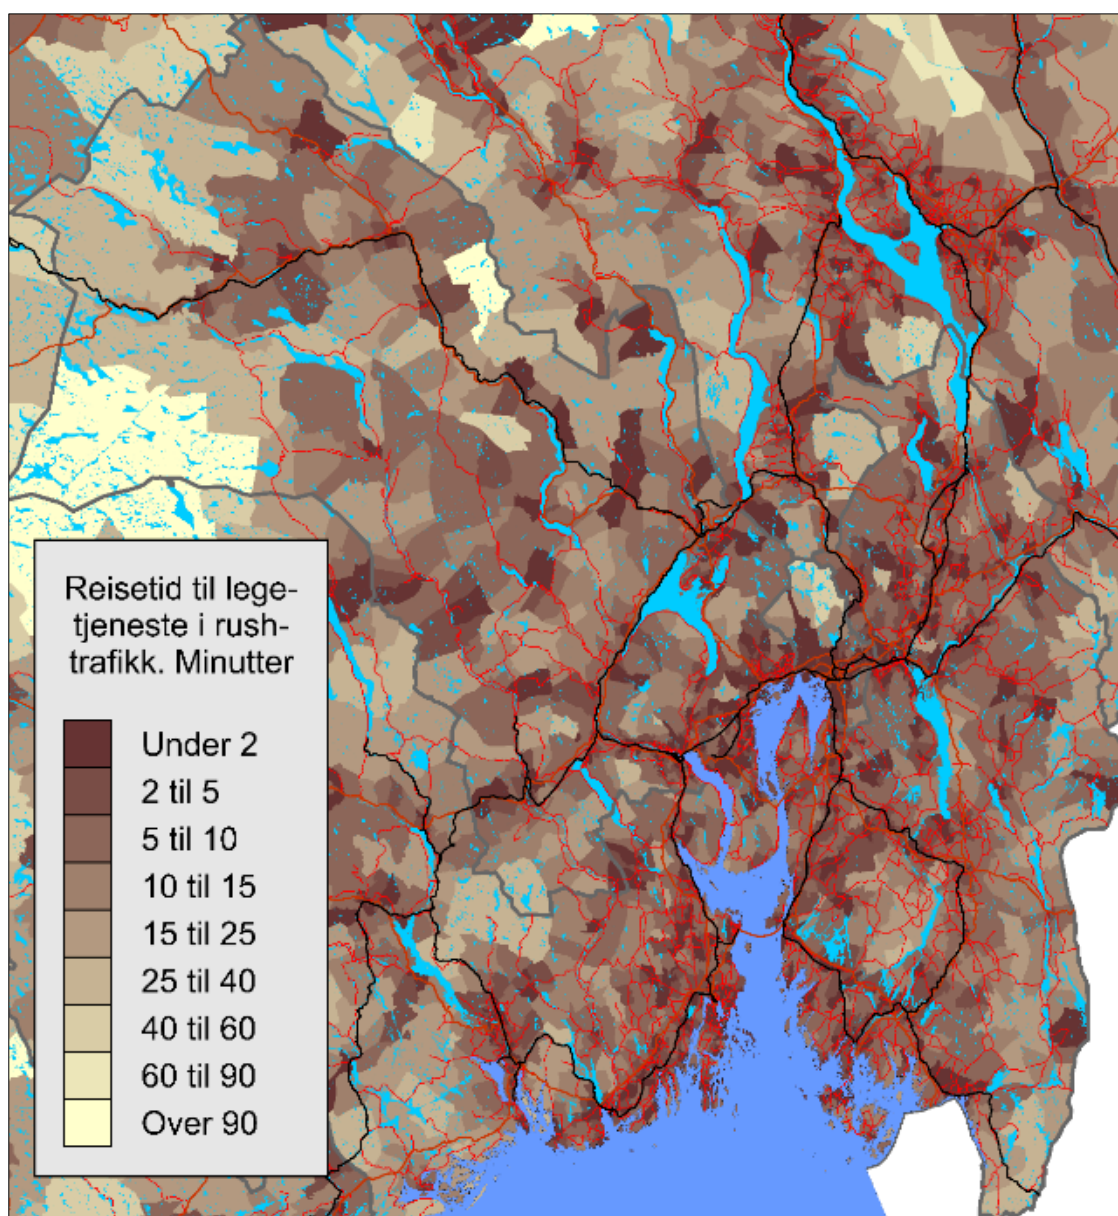 Reisetid til lege-
tjeneste i rush-
trafikk. Minutter
Under 2
2 til 5
5 til 10
10 til 15
15 til 25
25 til 40
40 til 60
60 til 90
Over 90